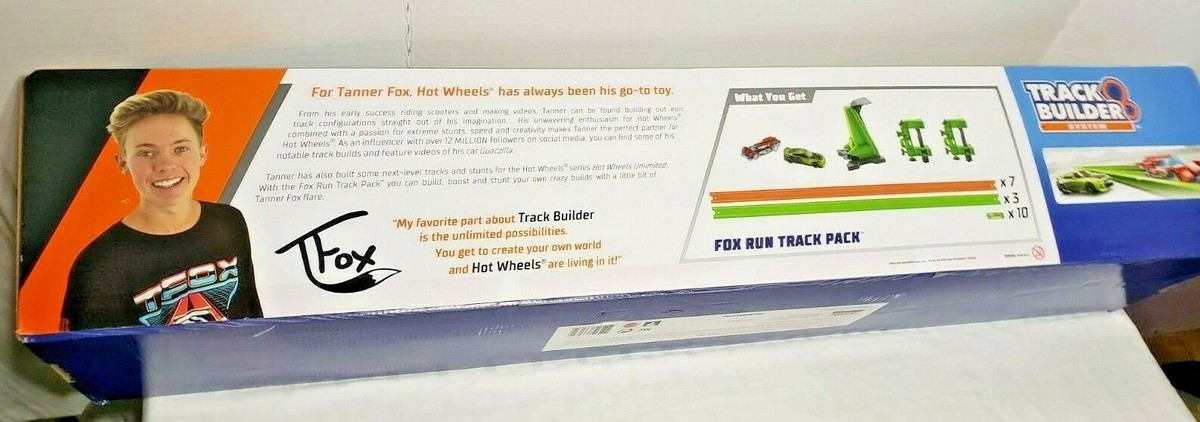 For Tanner Fox, Hot Wheels® has always been his go-to toy.
From his early success riding scooters and making videos, Tanner can be found building out epic
track configurations straight out of his imagination. His unwavering enthusiasm for Hot Wheels®
combined with a passion for extreme stunts, speed and creativity makes Tanner the perfect partner for
Hot Wheels®. As an influencer with over 12 MILLION followers on social media, you can find some of his
notable track builds and feature videos of his car Guaczilla.
Tanner has also built some next-level tracks and stunts for the Hot Wheels® series Hot Wheels Unlimited.
With the Fox Run Track Pack™ you can build, boost and stunt your own crazy builds with a little bit of
Tanner Fox flare.
TFox
"My favorite part about Track Builder
is the unlimited possibilities.
You get to create your own world
and Hot Wheels® are living in it!"
TFOX
What You Get
x 7
x 3
x 10
FOX RUN TRACK PACK™
TRACK
BUILDER
SYSTEM